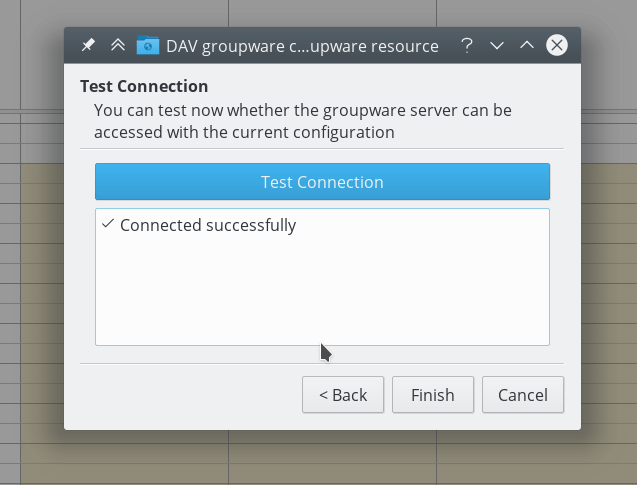 DAV groupware c...upware resource
Test Connection
You can test now whether the groupware server can be
accessed with the current configuration
Test Connection
✓ Connected successfully
< Back Finish Cancel